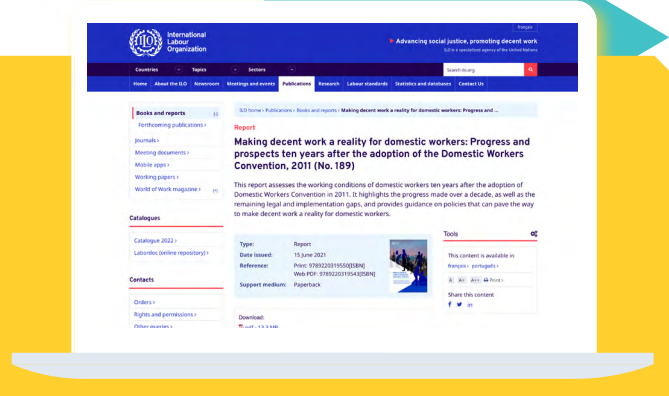 français
International
Labour
Organization
Advancing social justice, promoting decent work
ILO is a specialized agency of the United Nations
Countries
Topics
Sectors
Search ilo.org
Home About the ILO Newsroom Meetings and events Publications Research Labour standards Statistics and databases Contact Us
Books and reports
Forthcoming publications >
Journals >
Meeting documents >
Mobile apps >
Working papers >
World of Work magazine > [+]
Catalogues
Catalogue 2022 >
Labordoc (online repository) >
Contacts
Orders >
Rights and permissions >
Other queries >
ILO home > Publications > Books and reports > Making decent work a reality for domestic workers: Progress and ...
Report
Making decent work a reality for domestic workers: Progress and
prospects ten years after the adoption of the Domestic Workers
Convention, 2011 (No. 189)
This report assesses the working conditions of domestic workers ten years after the adoption of
Domestic Workers Convention in 2011. It highlights the progress made over a decade, as well as the
remaining legal and implementation gaps, and provides guidance on policies that can pave the way
to make decent work a reality for domestic workers.
Type: Report
Date issued: 15 June 2021
Reference: Print: 9789220319550[ISBN]
Web PDF: 9789220319543[ISBN]
Support medium: Paperback
Download:
pdf - 13.3 MB
Tools
This content is available in
français > português >
A A+ A++ Print >
Share this content